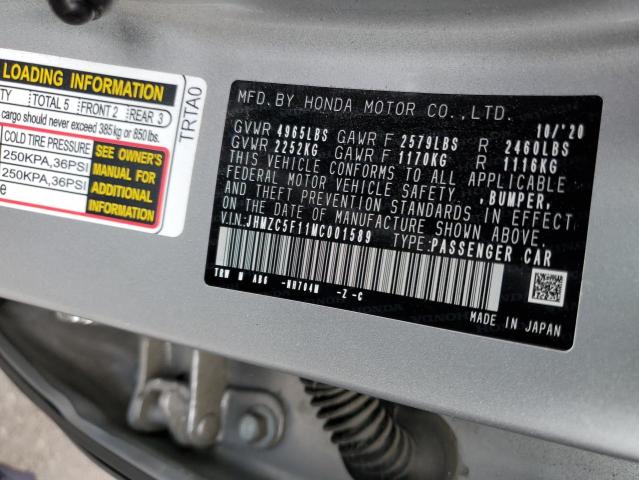 LOADING INFORMATION
TY TOTAL 5 FRONT 2 REAR 3
cargo should never exceed 385 kg or 850 lbs.
COLD TIRE PRESSURE
250KPA,36PSI
250KPA,36PSI
e
SEE OWNER'S
MANUAL FOR
ADDITIONAL
INFORMATION
TRTA0
MFD.BY HONDA MOTOR CO.,LTD. 10/'20
GVWR 4965LBS GAWR F 2579LBS R 2460LBS
GVWR 2252KG GAWR F 1170KG R 1116KG
THIS VEHICLE CONFORMS TO ALL APPLICABLE
FEDERAL MOTOR VEHICLE SAFETY ,BUMPER,
AND THEFT PREVENTION STANDARDS IN EFFECT
ON THE DATE OF MANUFACTURE SHOWN ABOVE.
V.I.N:JHMZC5F11MC001589 TYPE:PASSENGER CAR
TRW M A96 -NH704M -Z -C
MADE IN JAPAN